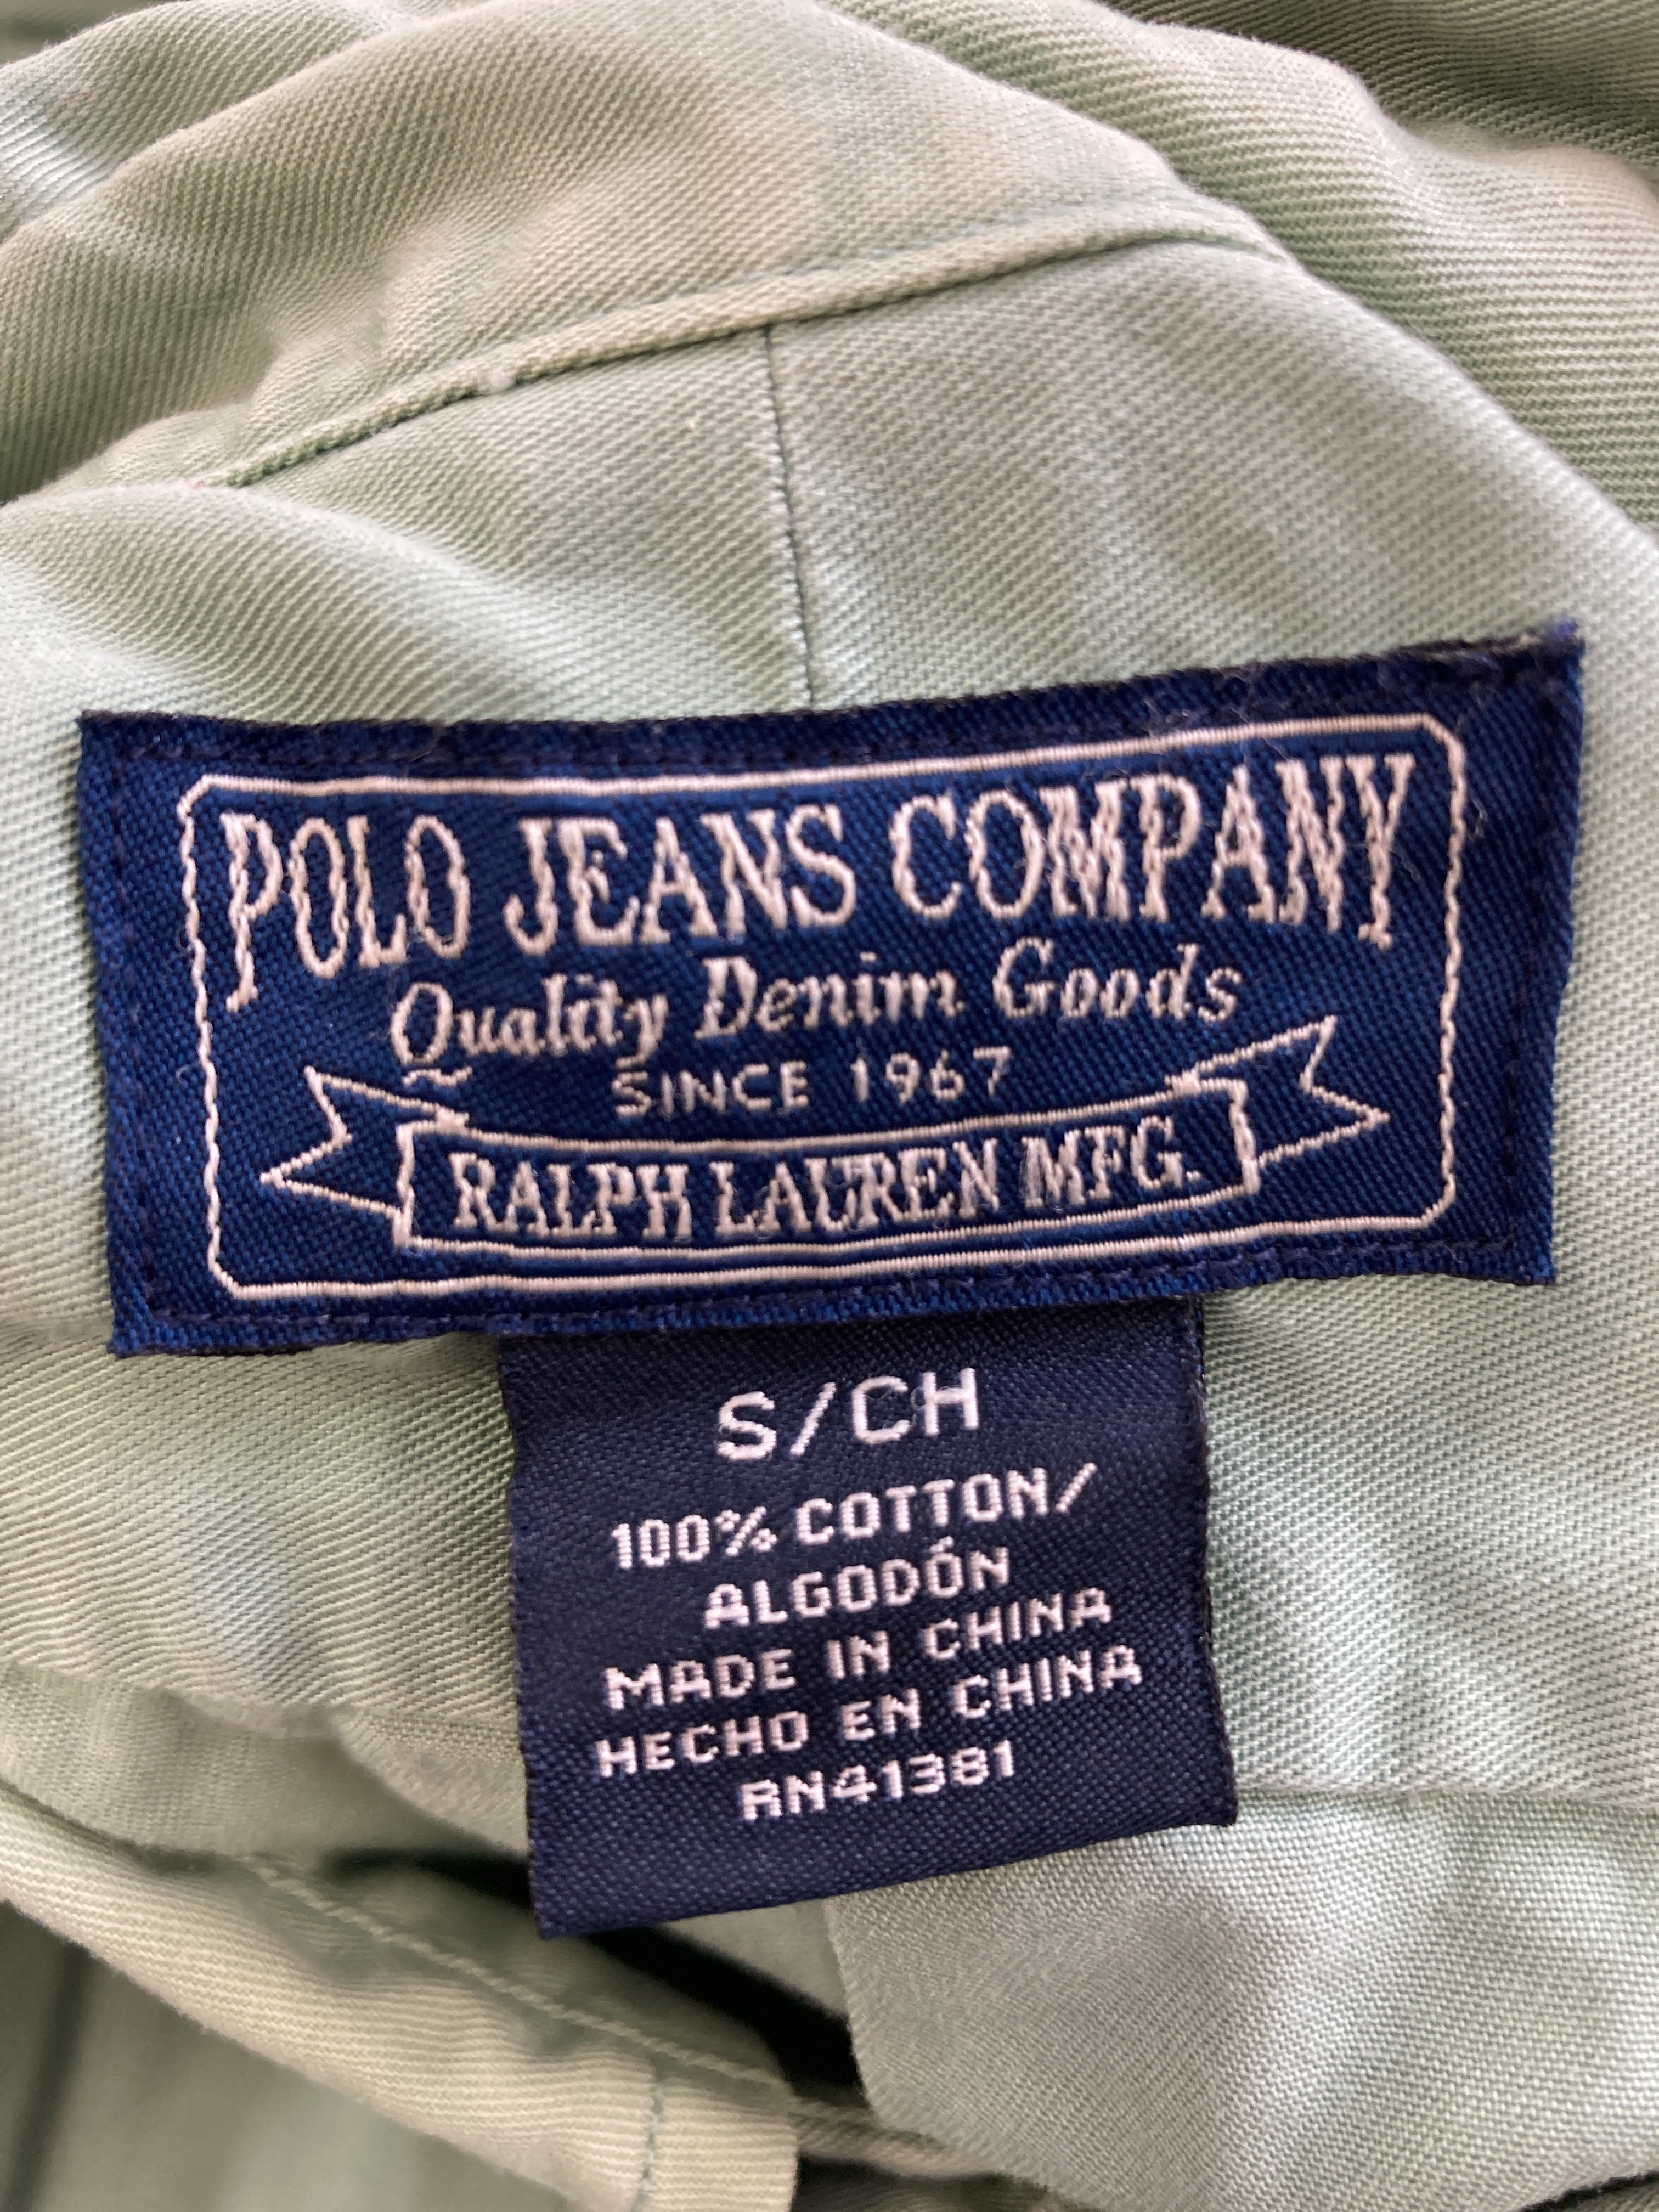 POLO JEANS COMPANY
Quality Denim Goods
SINCE 1967
RALPH LAUREN MFG.
S/CH
100% COTTON/
ALGODÓN
MADE IN CHINA
HECHO EN CHINA
RN41381